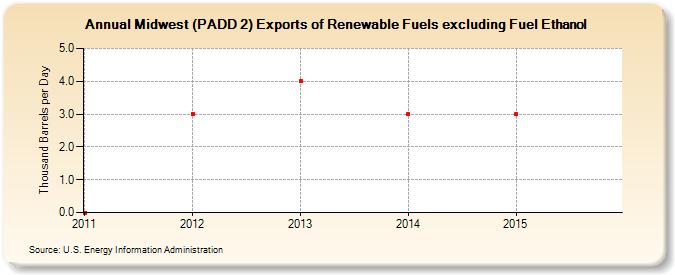 Annual Midwest (PADD 2) Exports of Renewable Fuels excluding Fuel Ethanol
Thousand Barrels per Day
5.0
4.0
3.0
2.0
1.0
0.0
2011 2012 2013 2014 2015
Source: U.S. Energy Information Administration